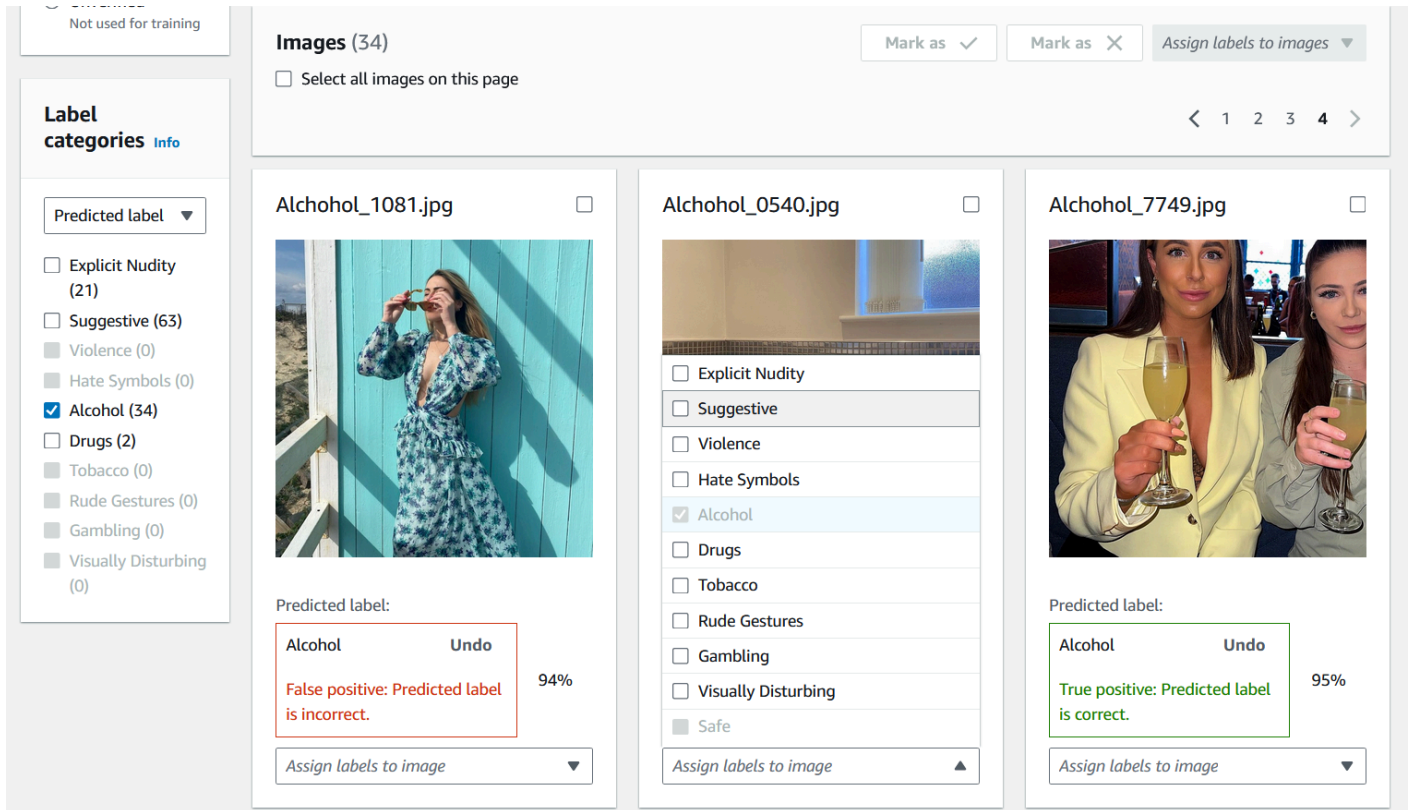 Not used for training
Label
categories Info
Predicted label
Explicit Nudity
(21)
Suggestive (63)
Violence (0)
Hate Symbols (0)
Alcohol (34)
Drugs (2)
Tobacco (0)
Rude Gestures (0)
Gambling (0)
Visually Disturbing
(0)
Images (34)
Mark as
Mark as
Assign labels to images
Select all images on this page
1 2 3 4
Alchohol_1081.jpg
Predicted label:
Alcohol Undo
False positive: Predicted label
is incorrect.
94%
Assign labels to image
Alchohol_0540.jpg
Explicit Nudity
Suggestive
Violence
Hate Symbols
Alcohol
Drugs
Tobacco
Rude Gestures
Gambling
Visually Disturbing
Safe
Assign labels to image
Alchohol_7749.jpg
Predicted label:
Alcohol Undo
True positive: Predicted label
is correct.
95%
Assign labels to image